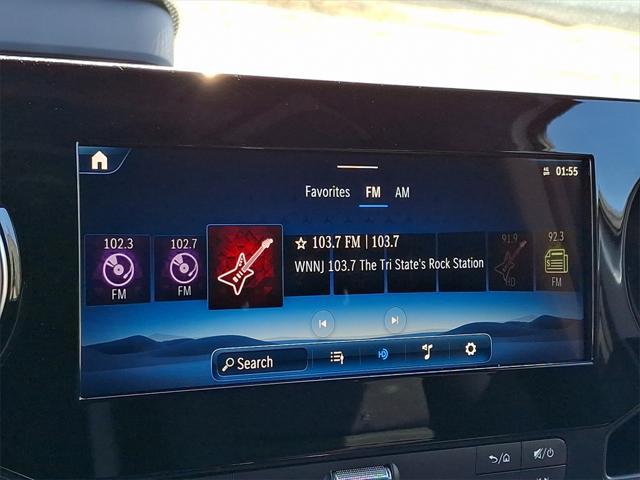 01:55
Favorites FM AM
102.3
FM
102.7
FM
103.7 FM | 103.7
WNNJ 103.7 The Tri State's Rock Station
91.9
HD
92.3
FM
Search